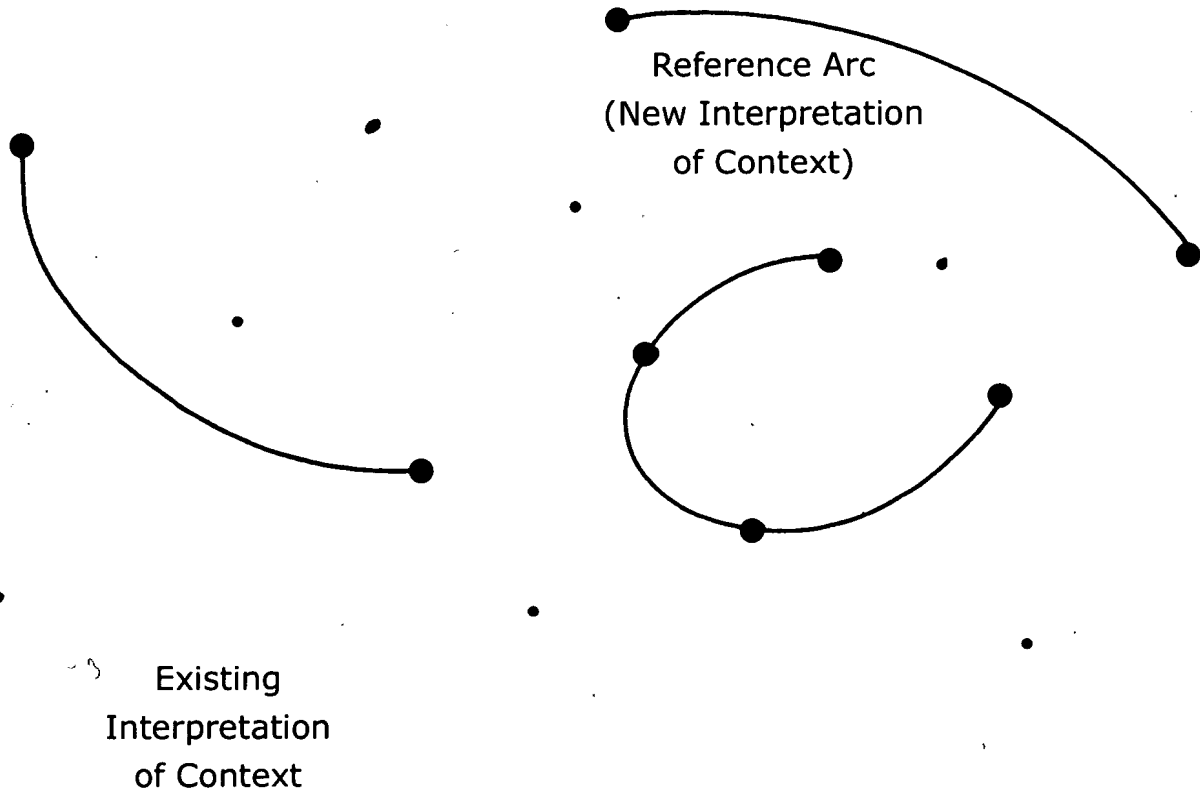 Reference Arc
(New Interpretation
of Context)
Existing
Interpretation
of Context